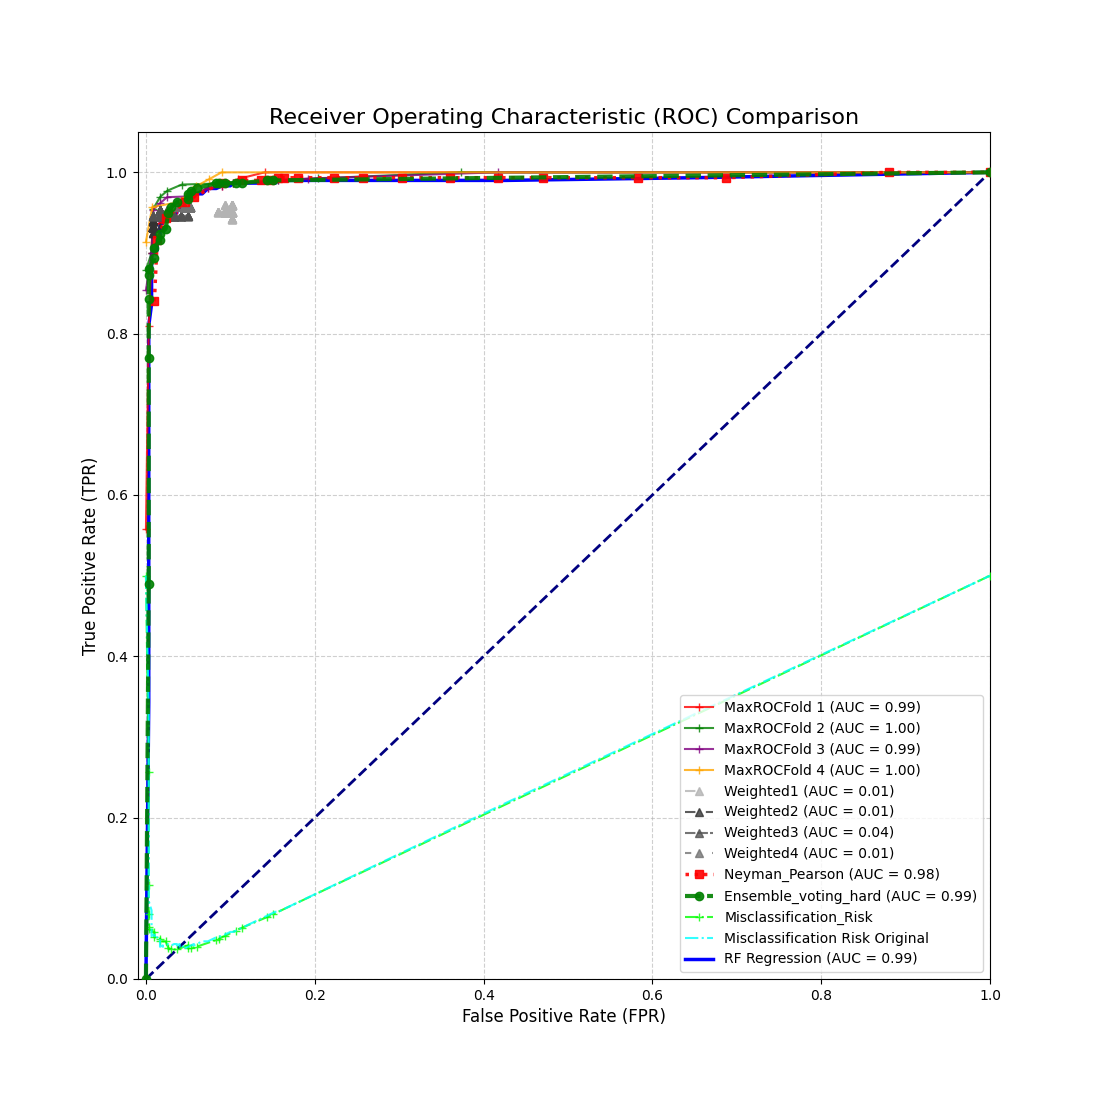 Receiver Operating Characteristic (ROC) Comparison
True Positive Rate (TPR)
1.0
0.8
0.6
0.4
0.2
0.0
MaxROCFold 1 (AUC = 0.99)
MaxROCFold 2 (AUC = 1.00)
MaxROCFold 3 (AUC = 0.99)
MaxROCFold 4 (AUC = 1.00)
Weighted1 (AUC = 0.01)
Weighted2 (AUC = 0.01)
Weighted3 (AUC = 0.04)
Weighted4 (AUC = 0.01)
Neyman_Pearson (AUC = 0.98)
Ensemble_voting_hard (AUC = 0.99)
Misclassification_Risk
Misclassification Risk Original
RF Regression (AUC = 0.99)
0.0 0.2 0.4 0.6 0.8 1.0
False Positive Rate (FPR)